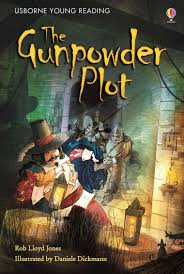 USBORNE YOUNG READING
The
Gunpowder
Plot
Rob Lloyd Jones
Illustrated by Daniele Dickmann